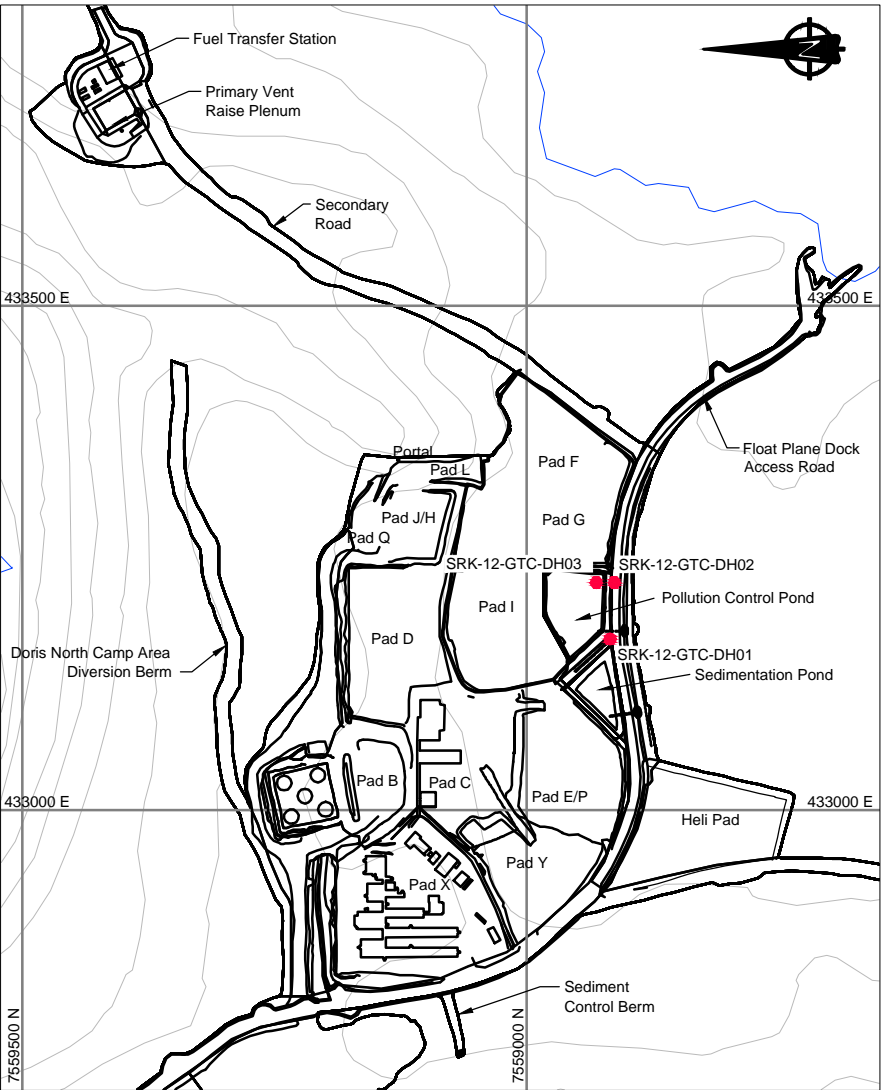 Fuel Transfer Station
N
Primary Vent
Raise Plenum
Secondary
Road
433500 E
433500 E
Float Plane Dock
Access Road
Portal
Pad L
Pad F
Pad J/H
Pad G
Pad Q
SRK-12-GTC-DH03
SRK-12-GTC-DH02
Pad I
Pollution Control Pond
Pad D
Doris North Camp Area
Diversion Berm
SRK-12-GTC-DH01
Sedimentation Pond
Pad B
Pad C
Pad E/P
433000 E
433000 E
Heli Pad
Pad Y
Pad X
Sediment
Control Berm
7559500 N
7559000 N